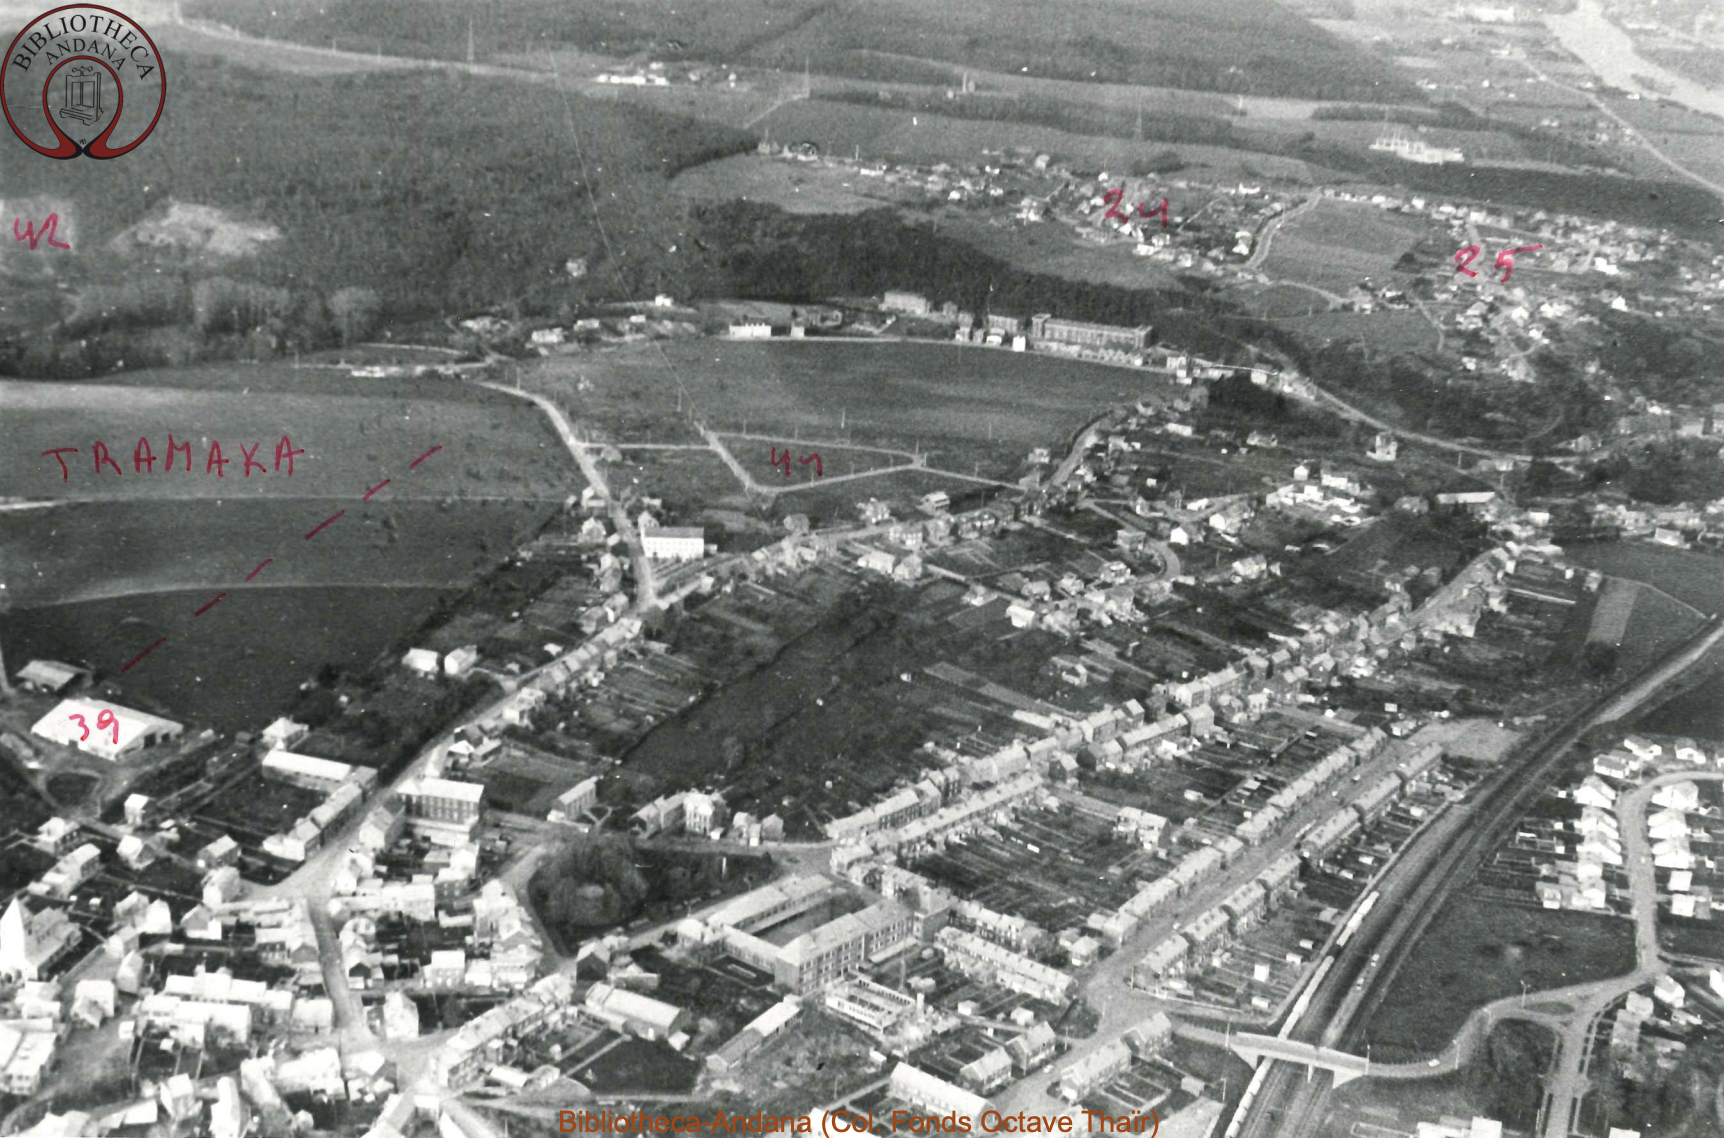 BIBLIOTHECA
ANDANA
24
25
42
TRAMAKA
44
39
Bibliotheca-Andana (Col. Fonds Octave Thaïr)